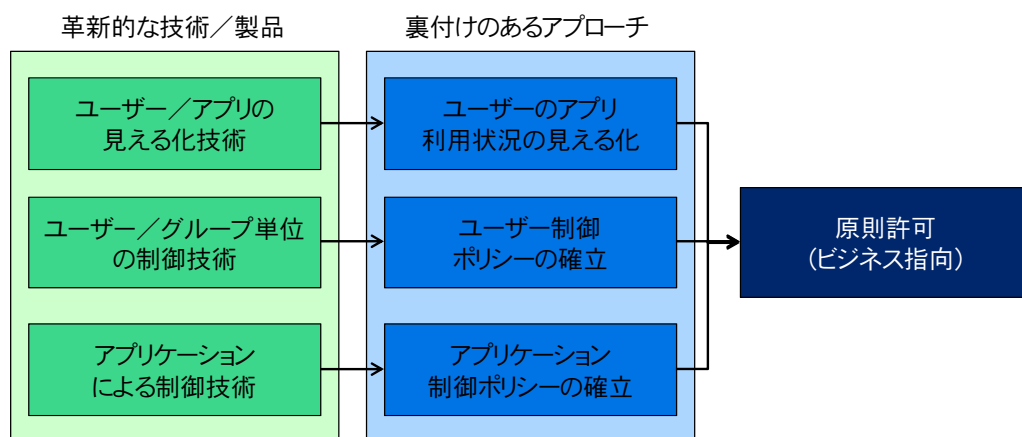 革新的な技術／製品
裏付けのあるアプローチ
ユーザー／アプリの
見える化技術
ユーザーのアプリ
利用状況の見える化
ユーザー／グループ単位
の制御技術
ユーザー制御
ポリシーの確立
原則許可
（ビジネス指向）
アプリケーション
による制御技術
アプリケーション
制御ポリシーの確立